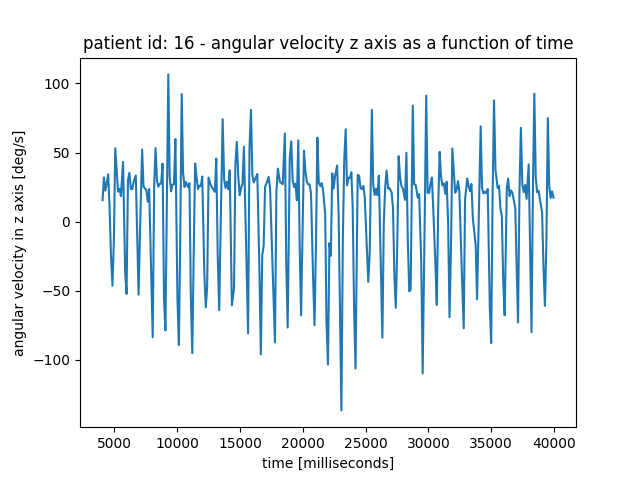 patient id: 16 - angular velocity z axis as a function of time
angular velocity in z axis [deg/s]
100
50
0
−50
−100
5000 10000 15000 20000 25000 30000 35000 40000
time [milliseconds]